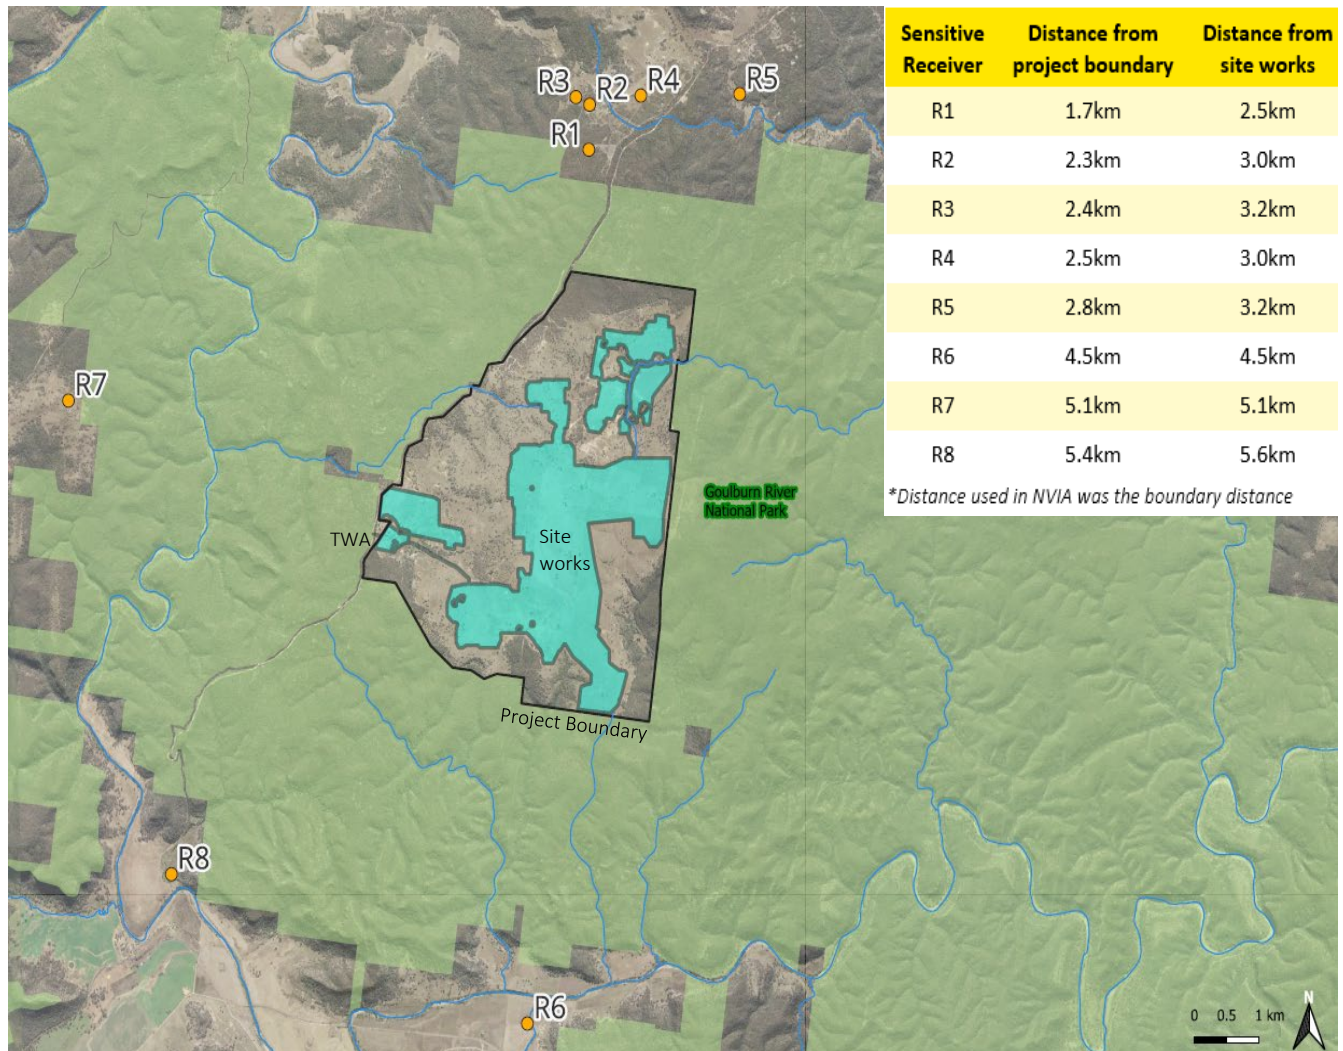 Sensitive Receiver Distance from project boundary Distance from site works
R1 1.7km 2.5km
R2 2.3km 3.0km
R3 2.4km 3.2km
R4 2.5km 3.0km
R5 2.8km 3.2km
R6 4.5km 4.5km
R7 5.1km 5.1km
R8 5.4km 5.6km
*Distance used in NVIA was the boundary distance
R3
R2
R4
R5
R1
R7
Goulburn River
National Park
TWA
Site
works
Project Boundary
R8
R6
N
0 0.5 1 km